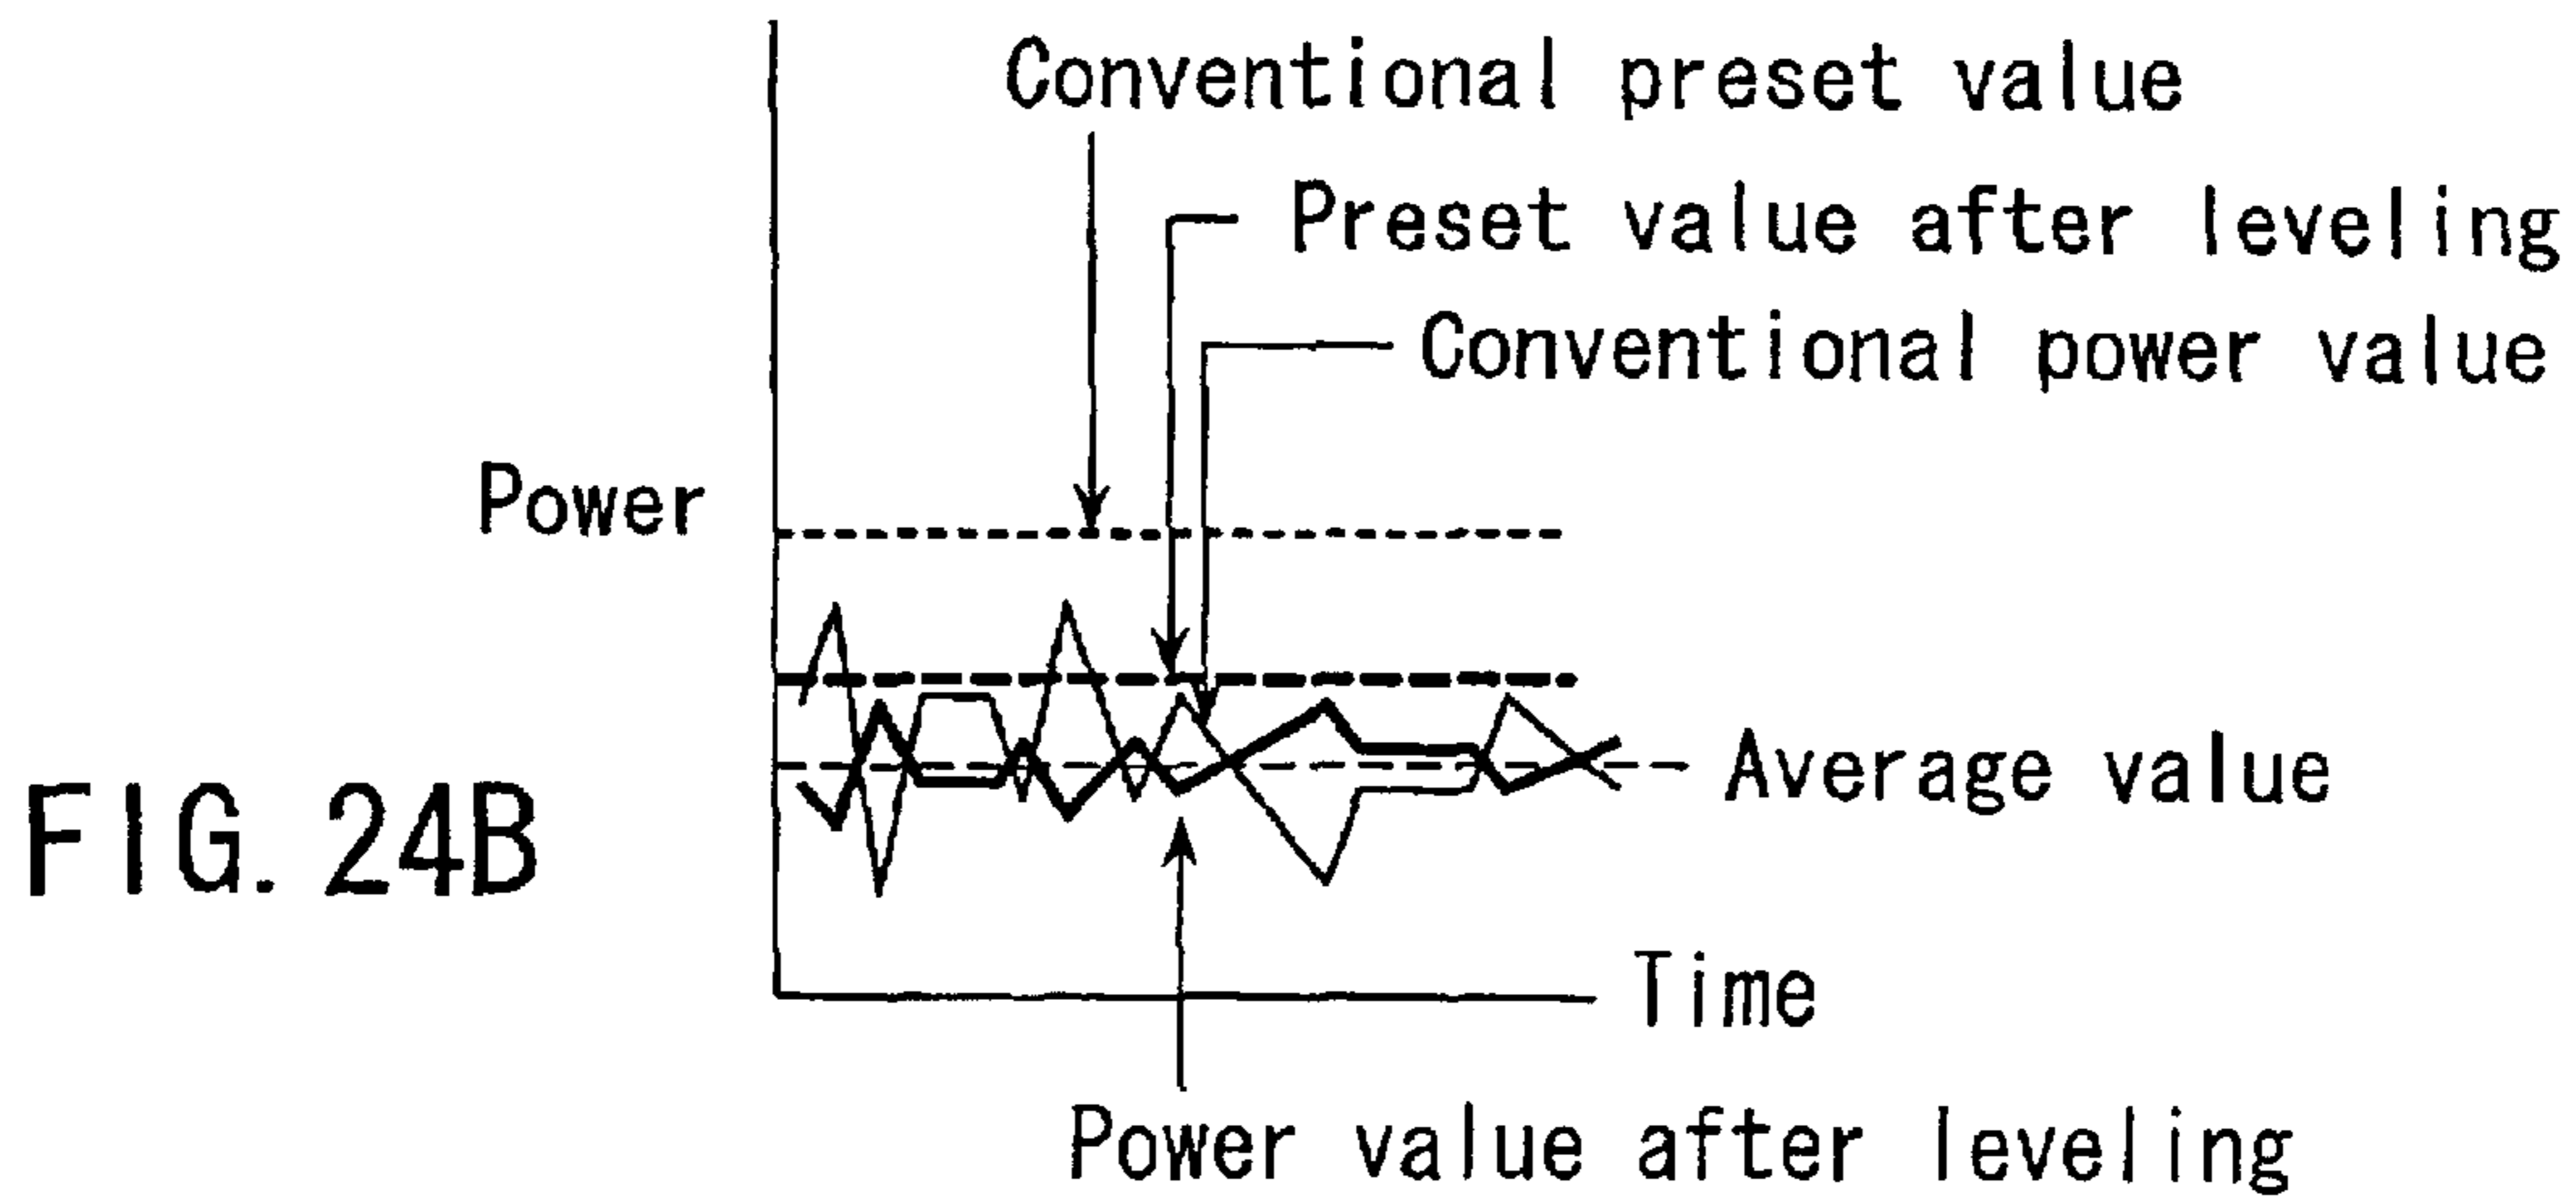 Conventional preset value
Preset value after leveling
Conventional power value
Power
Average value
FIG. 24B
Time
Power value after leveling